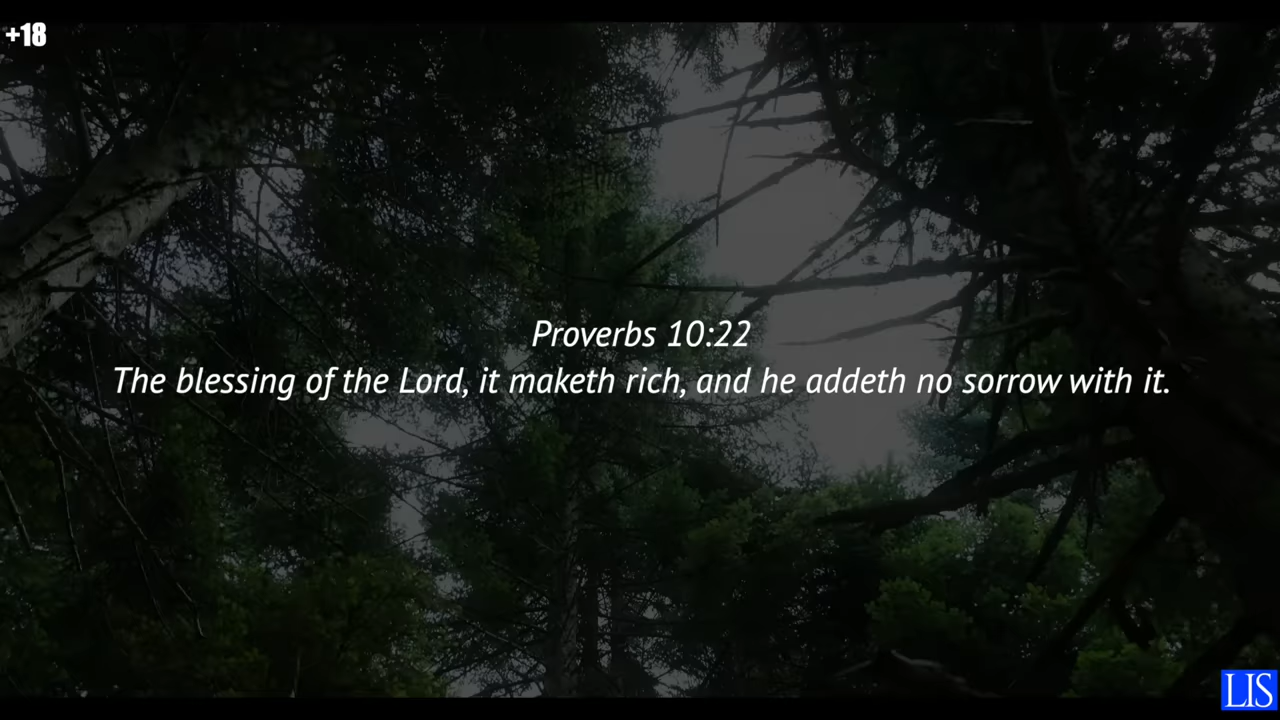 +18
Proverbs 10:22
The blessing of the Lord, it maketh rich, and he addeth no sorrow with it.
LIS